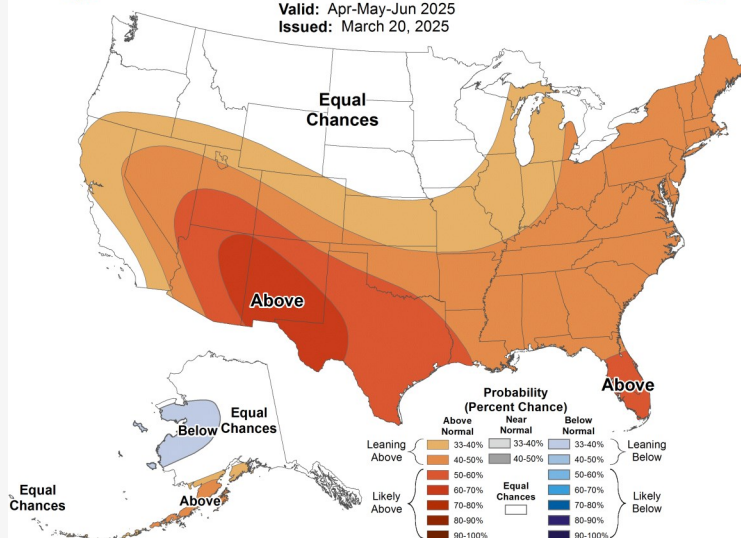 Valid: Apr-May-Jun 2025
Issued: March 20, 2025
Equal
Chances
Above
Above
Below
Equal
Chances
Above
Equal
Chances
Probability
(Percent Chance)
Above
Normal
Near
Normal
Below
Normal
Leaning
Above
33-40%
33-40%
33-40%
Leaning
Below
40-50%
40-50%
40-50%
50-60%
50-60%
Likely
Above
60-70%
Equal
Chances
60-70%
Likely
Below
70-80%
70-80%
80-90%
80-90%
90-100%
90-100%